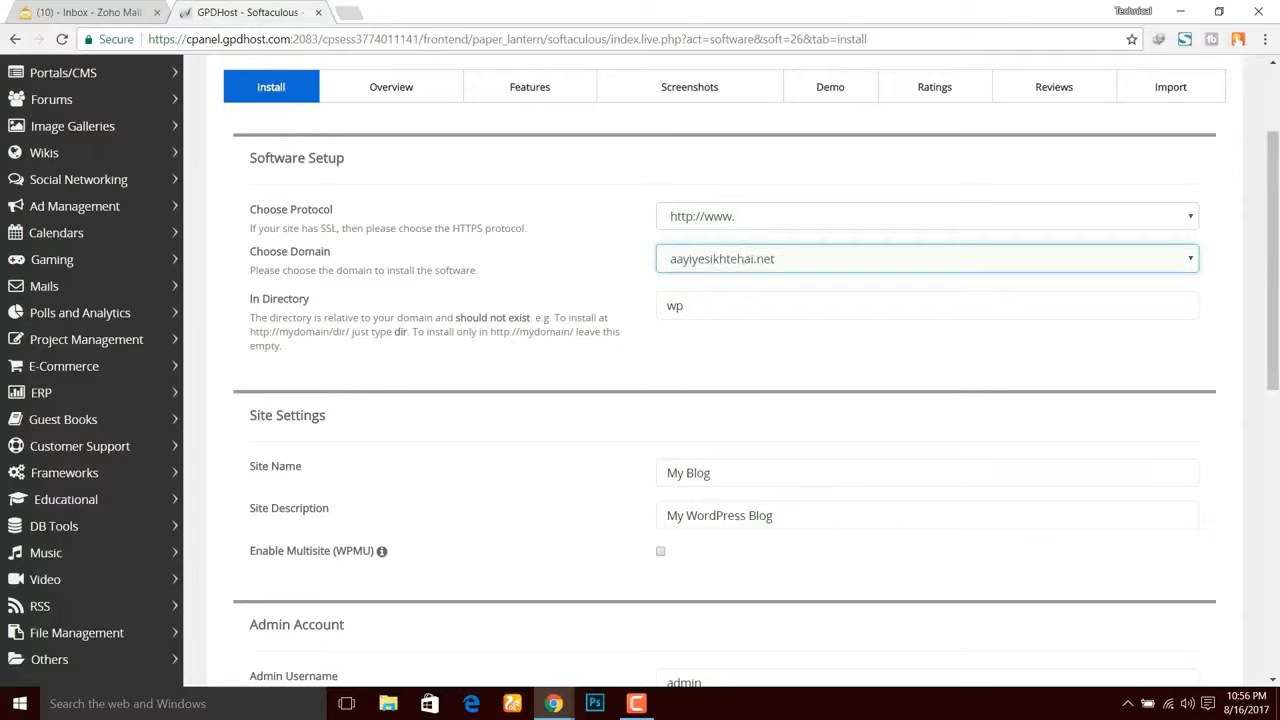 (10) - Inbox - Zoho Mail
GPDHost - Softaculous -
Technical
Secure
https://cpanel.gpdhost.com:2083/cpsess3774011141/frontend/paper_lantern/softaculous/index.live.php?act=software&soft=26&tab=install
Portals/CMS
Forums
Image Galleries
Wikis
Social Networking
Ad Management
Calendars
Gaming
Mails
Polls and Analytics
Project Management
E-Commerce
ERP
Guest Books
Customer Support
Frameworks
Educational
DB Tools
Music
Video
RSS
File Management
Others
Install
Overview
Features
Screenshots
Demo
Ratings
Reviews
Import
Software Setup
Choose Protocol
If your site has SSL, then please choose the HTTPS protocol.
http://www.
Choose Domain
Please choose the domain to install the software.
aayiyesikhtehai.net
In Directory
The directory is relative to your domain and should not exist. e.g. To install at
http://mydomain/dir/ just type dir. To install only in http://mydomain/ leave this
empty.
wp
Site Settings
Site Name
My Blog
Site Description
My WordPress Blog
Enable Multisite (WPMU)
Admin Account
Admin Username
admin
Search the web and Windows
Ps
10:56 PM
8/16/2017